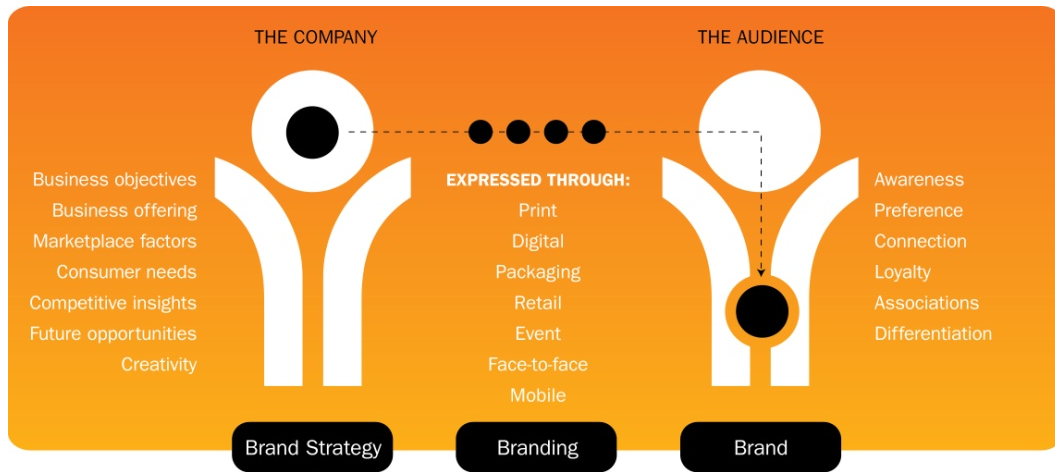 THE COMPANY
THE AUDIENCE
Business objectives
Business offering
Marketplace factors
Consumer needs
Competitive insights
Future opportunities
Creativity
EXPRESSED THROUGH:
Print
Digital
Packaging
Retail
Event
Face-to-face
Mobile
Awareness
Preference
Connection
Loyalty
Associations
Differentiation
Brand Strategy
Branding
Brand